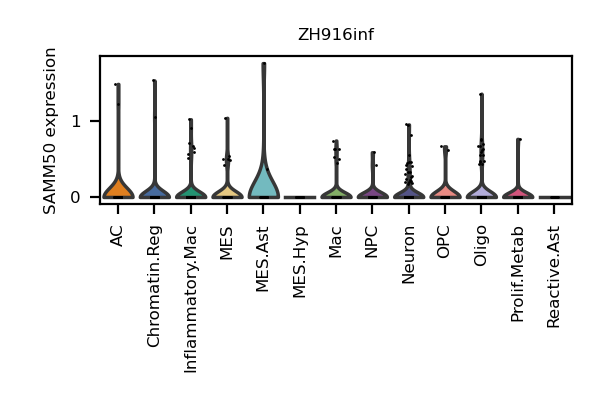 ZH916inf
SAMM50 expression
1
0
AC
Chromatin.Reg
Inflammatory.Mac
MES
MES.Ast
MES.Hyp
Mac
NPC
Neuron
OPC
Oligo
Prolif.Metab
Reactive.Ast